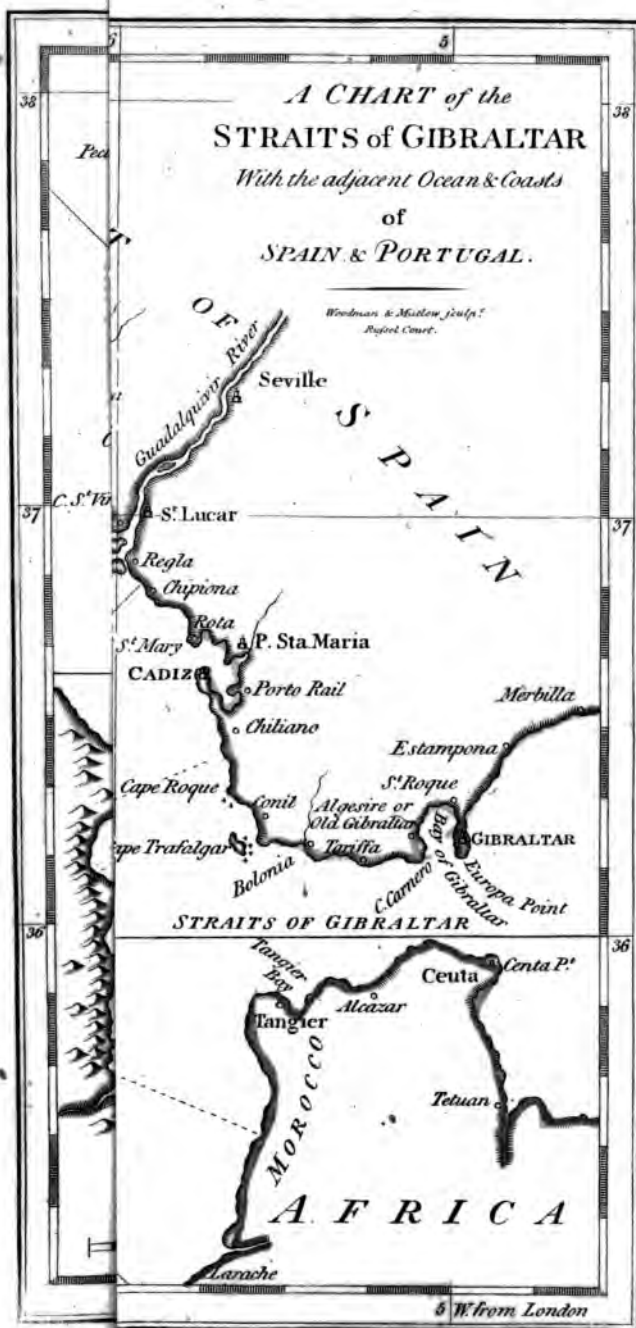 6
5
38
38
A CHART of the
STRAITS of GIBRALTAR
With the adjacent Ocean & Coasts
of
SPAIN & PORTUGAL.
Woodman & Mutlow sculp.t
Russel Court.
OF
Guadalquivir River
Seville
SPAIN
C. St. Vin
37
37
St. Lucar
Regla
Chipiona
Rota
St. Mary
P. Sta. Maria
CADIZ
Porto Rail
Chiliano
Merbilla
Estampona
St. Roque
Cape Roque
Conil
Algesire or
Old Gibraltar
Bay of Gibraltar
GIBRALTAR
ape Trafalgar
Bolonia
Tariffa
C. Carnero
Europa Point
STRAITS OF GIBRALTAR
36
36
Tangier
Bay
Tangier
Alcazar
Ceuta
Centa P.t
MOROCCO
Tetuan
AFRICA
Larache
5 W. from London